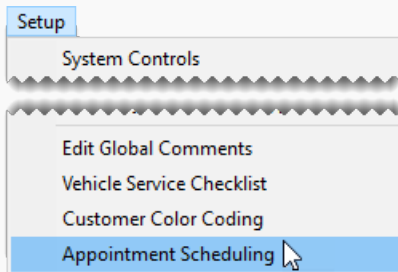 Setup
System Controls
Edit Global Comments
Vehicle Service Checklist
Customer Color Coding
Appointment Scheduling